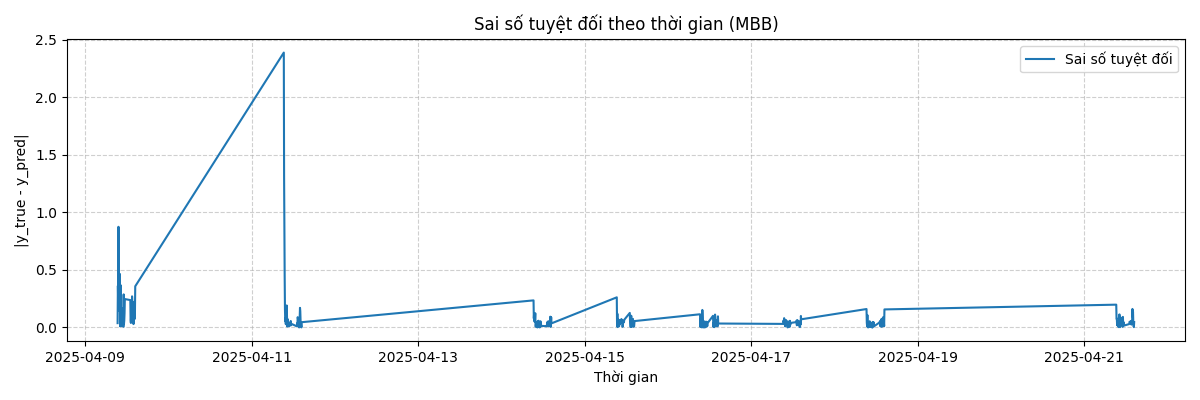 Sai số tuyệt đối theo thời gian (MBB)
Sai số tuyệt đối
|y_true - y_pred|
2.5
2.0
1.5
1.0
0.5
0.0
2025-04-09 2025-04-11 2025-04-13 2025-04-15 2025-04-17 2025-04-19 2025-04-21
Thời gian